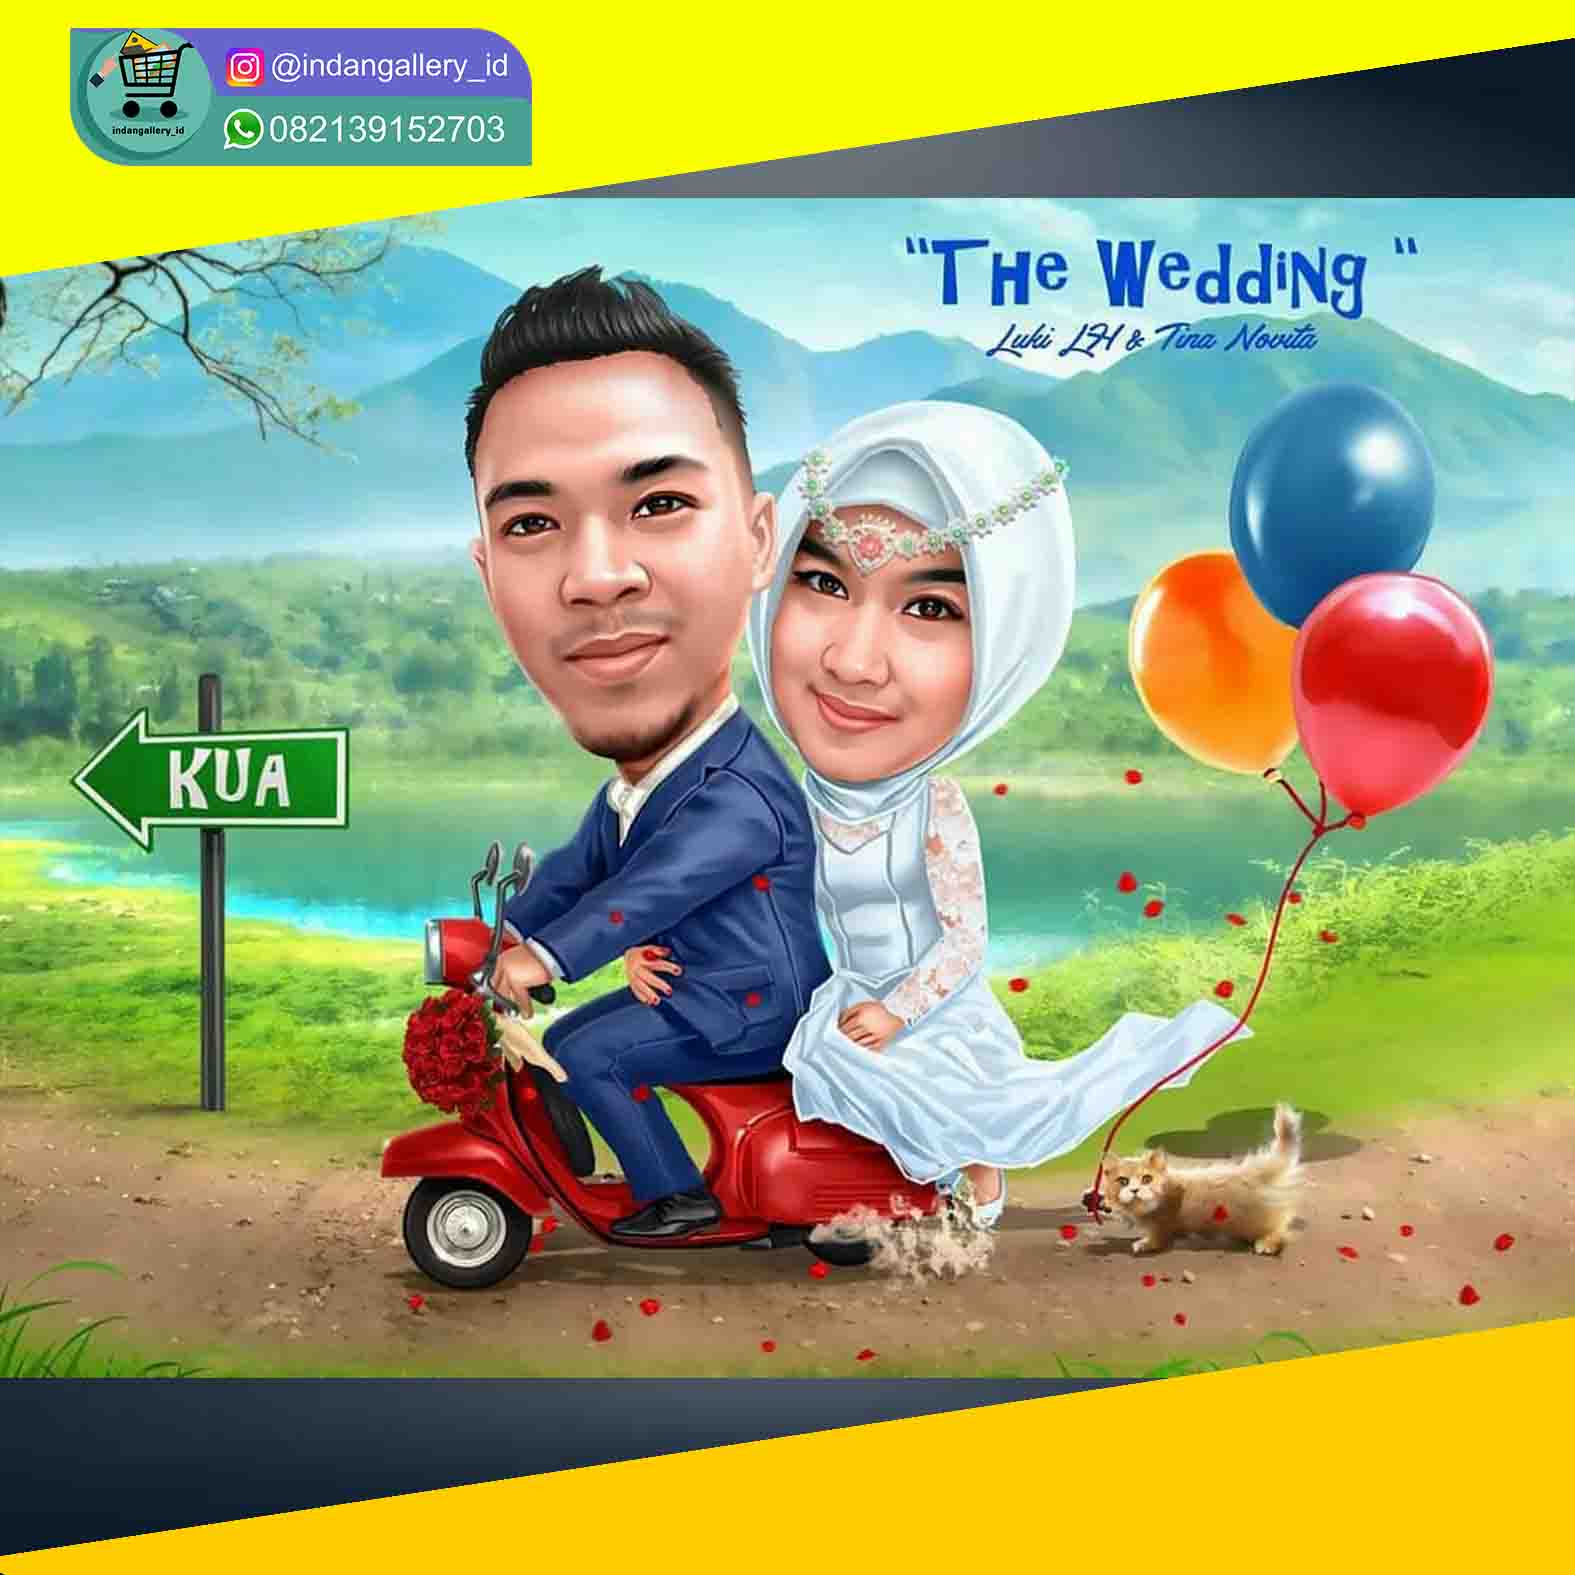 @indangallery_id
indangallery_id
082139152703
"THe WeddiNg "
Luki LH & Tina Novita
KUA